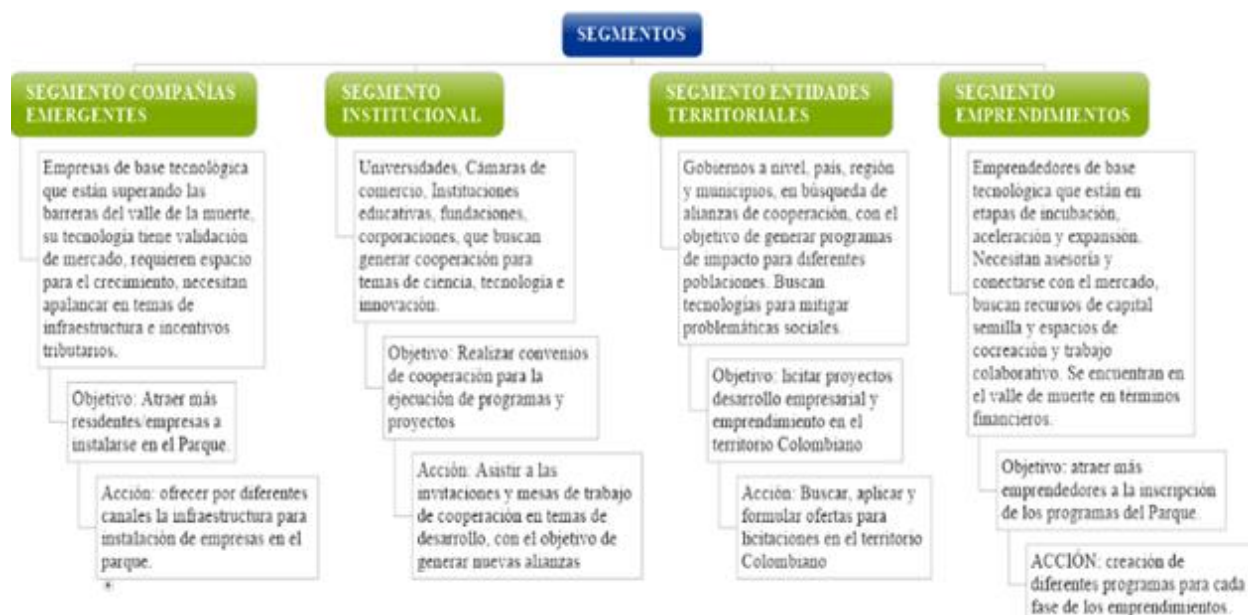 SEGMENTOS
SEGMENTO COMPAÑÍAS
EMERGENTES
Empresas de base tecnológica
que están superando las
barreras del valle de la muerte,
su tecnología tiene validación
de mercado, requieren espacio
para el crecimiento, necesitan
apalancar en temas de
infraestructura e incentivos
tributarios.
Objetivo: Atraer más
residentes/empresas a
instalarse en el Parque.
Acción: ofrecer por diferentes
canales la infraestructura para
instalación de empresas en el
parque.
SEGMENTO
INSTITUCIONAL
Universidades, Cámaras de
comercio, Instituciones
educativas, fundaciones,
corporaciones, que buscan
generar cooperación para
temas de ciencia, tecnología e
innovación.
Objetivo: Realizar convenios
de cooperación para la
ejecución de programas y
proyectos
Acción: Asistir a las
invitaciones y mesas de trabajo
de cooperación en temas de
desarrollo, con el objetivo de
generar nuevas alianzas
SEGMENTO ENTIDADES
TERRITORIALES
Gobiernos a nivel, país, región
y municipios, en búsqueda de
alianzas de cooperación, con el
objetivo de generar programas
de impacto para diferentes
poblaciones. Buscan
tecnologías para mitigar
problemáticas sociales.
Objetivo: licitar proyectos
desarrollo empresarial y
emprendimiento en el
territorio Colombiano
Acción: Buscar, aplicar y
formular ofertas para
licitaciones en el territorio
Colombiano
SEGMENTO
EMPRENDIMIENTOS
Emprendedores de base
tecnológica que están en
etapas de incubación,
aceleración y expansión.
Necesitan asesoría y
conectarse con el mercado,
buscan recursos de capital
semilla y espacios de
cocreación y trabajo
colaborativo. Se encuentran en
el valle de muerte en términos
financieros.
Objetivo: atraer más
emprendedores a la inscripción
de los programas del Parque.
ACCIÓN: creación de
diferentes programas para cada
fase de los emprendimientos.